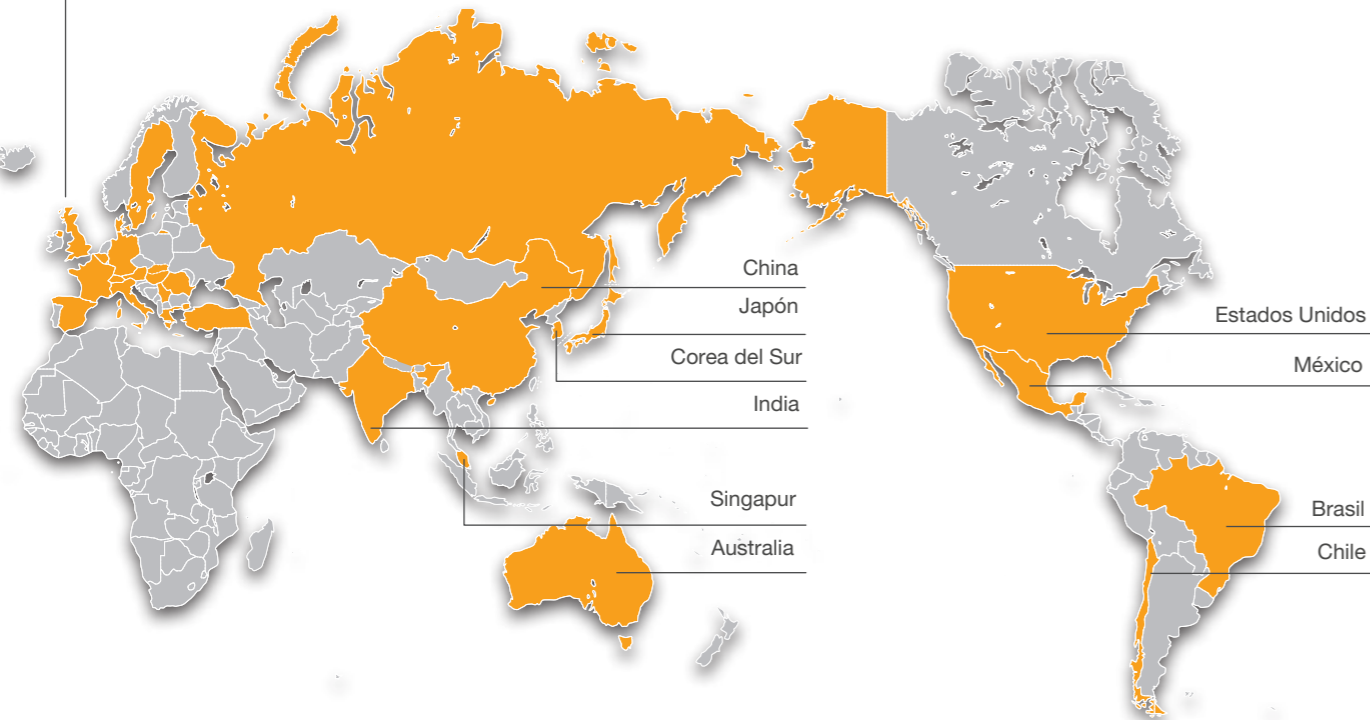 China
Japón
Corea del Sur
India
Singapur
Australia
Estados Unidos
México
Brasil
Chile